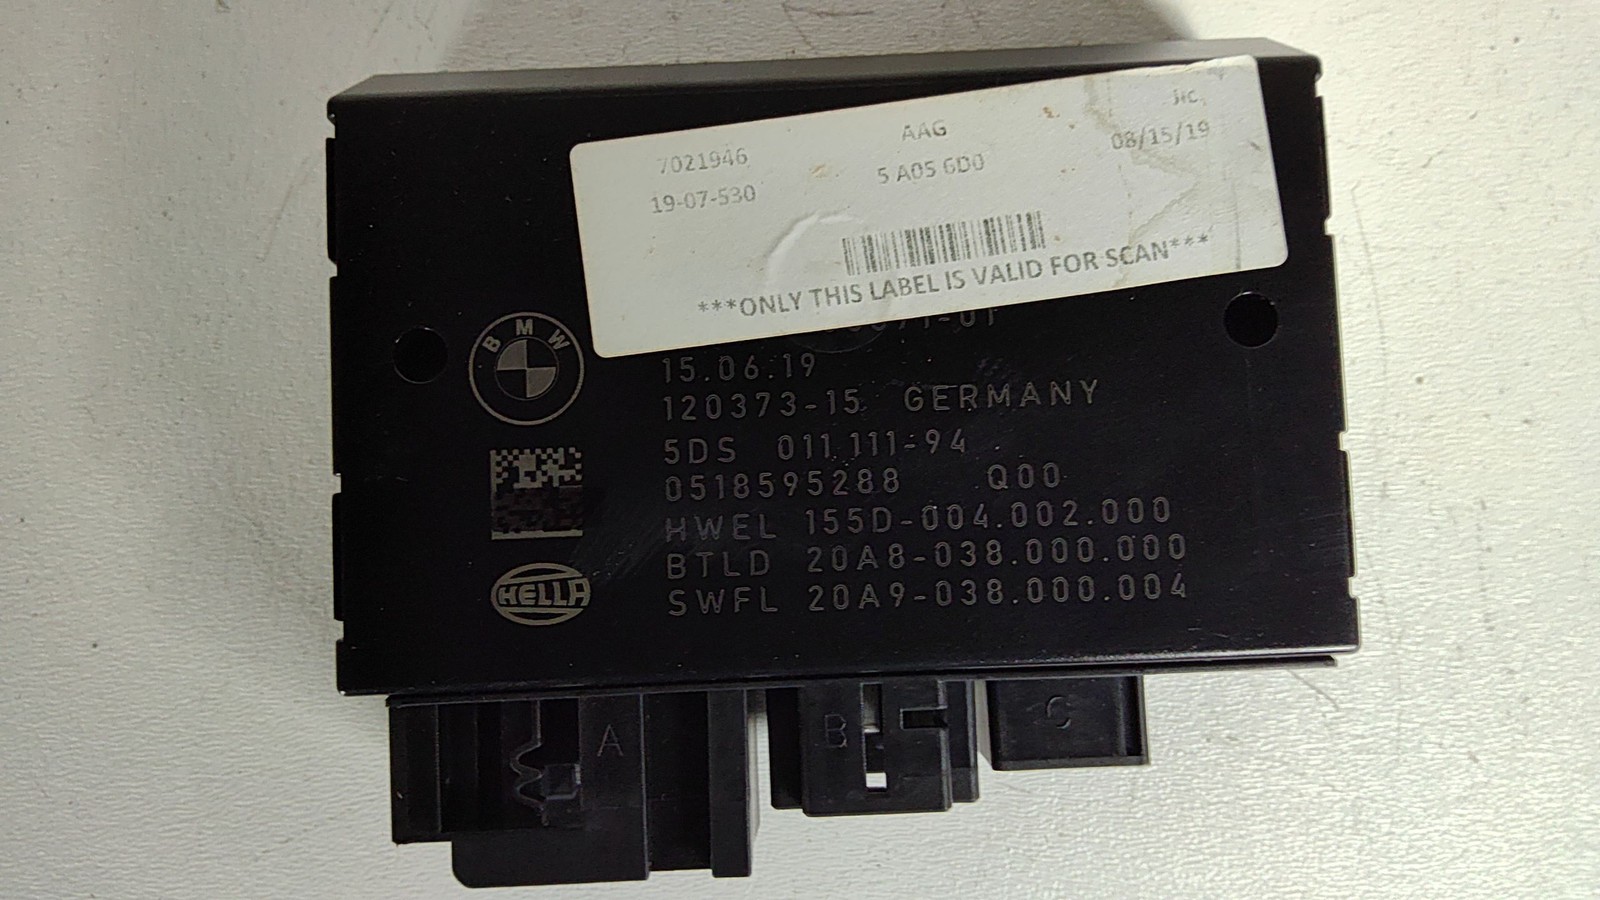 JIC
AAG
7021946
08/15/19
5 A05 6D0
19-07-530
***ONLY THIS LABEL IS VALID FOR SCAN***
BMW
15.06.19
120373-15 GERMANY
5DS 011 111-94
0518595288 Q00
HWEL 155D-004.002.000
BTLD 20A8-038.000.000
HELLA
SWFL 20A9-038.000.004
A
B
C